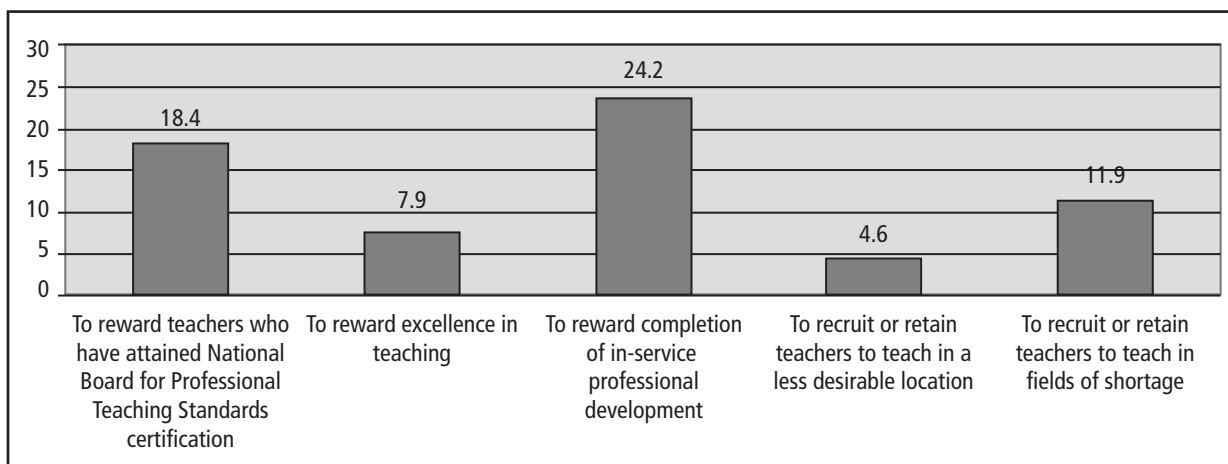 30
25
20
15
10
5
0
18.4
7.9
24.2
4.6
11.9
To reward teachers who
have attained National
Board for Professional
Teaching Standards
certification
To reward excellence in
teaching
To reward completion
of in-service
professional
development
To recruit or retain
teachers to teach in a
less desirable location
To recruit or retain
teachers to teach in
fields of shortage